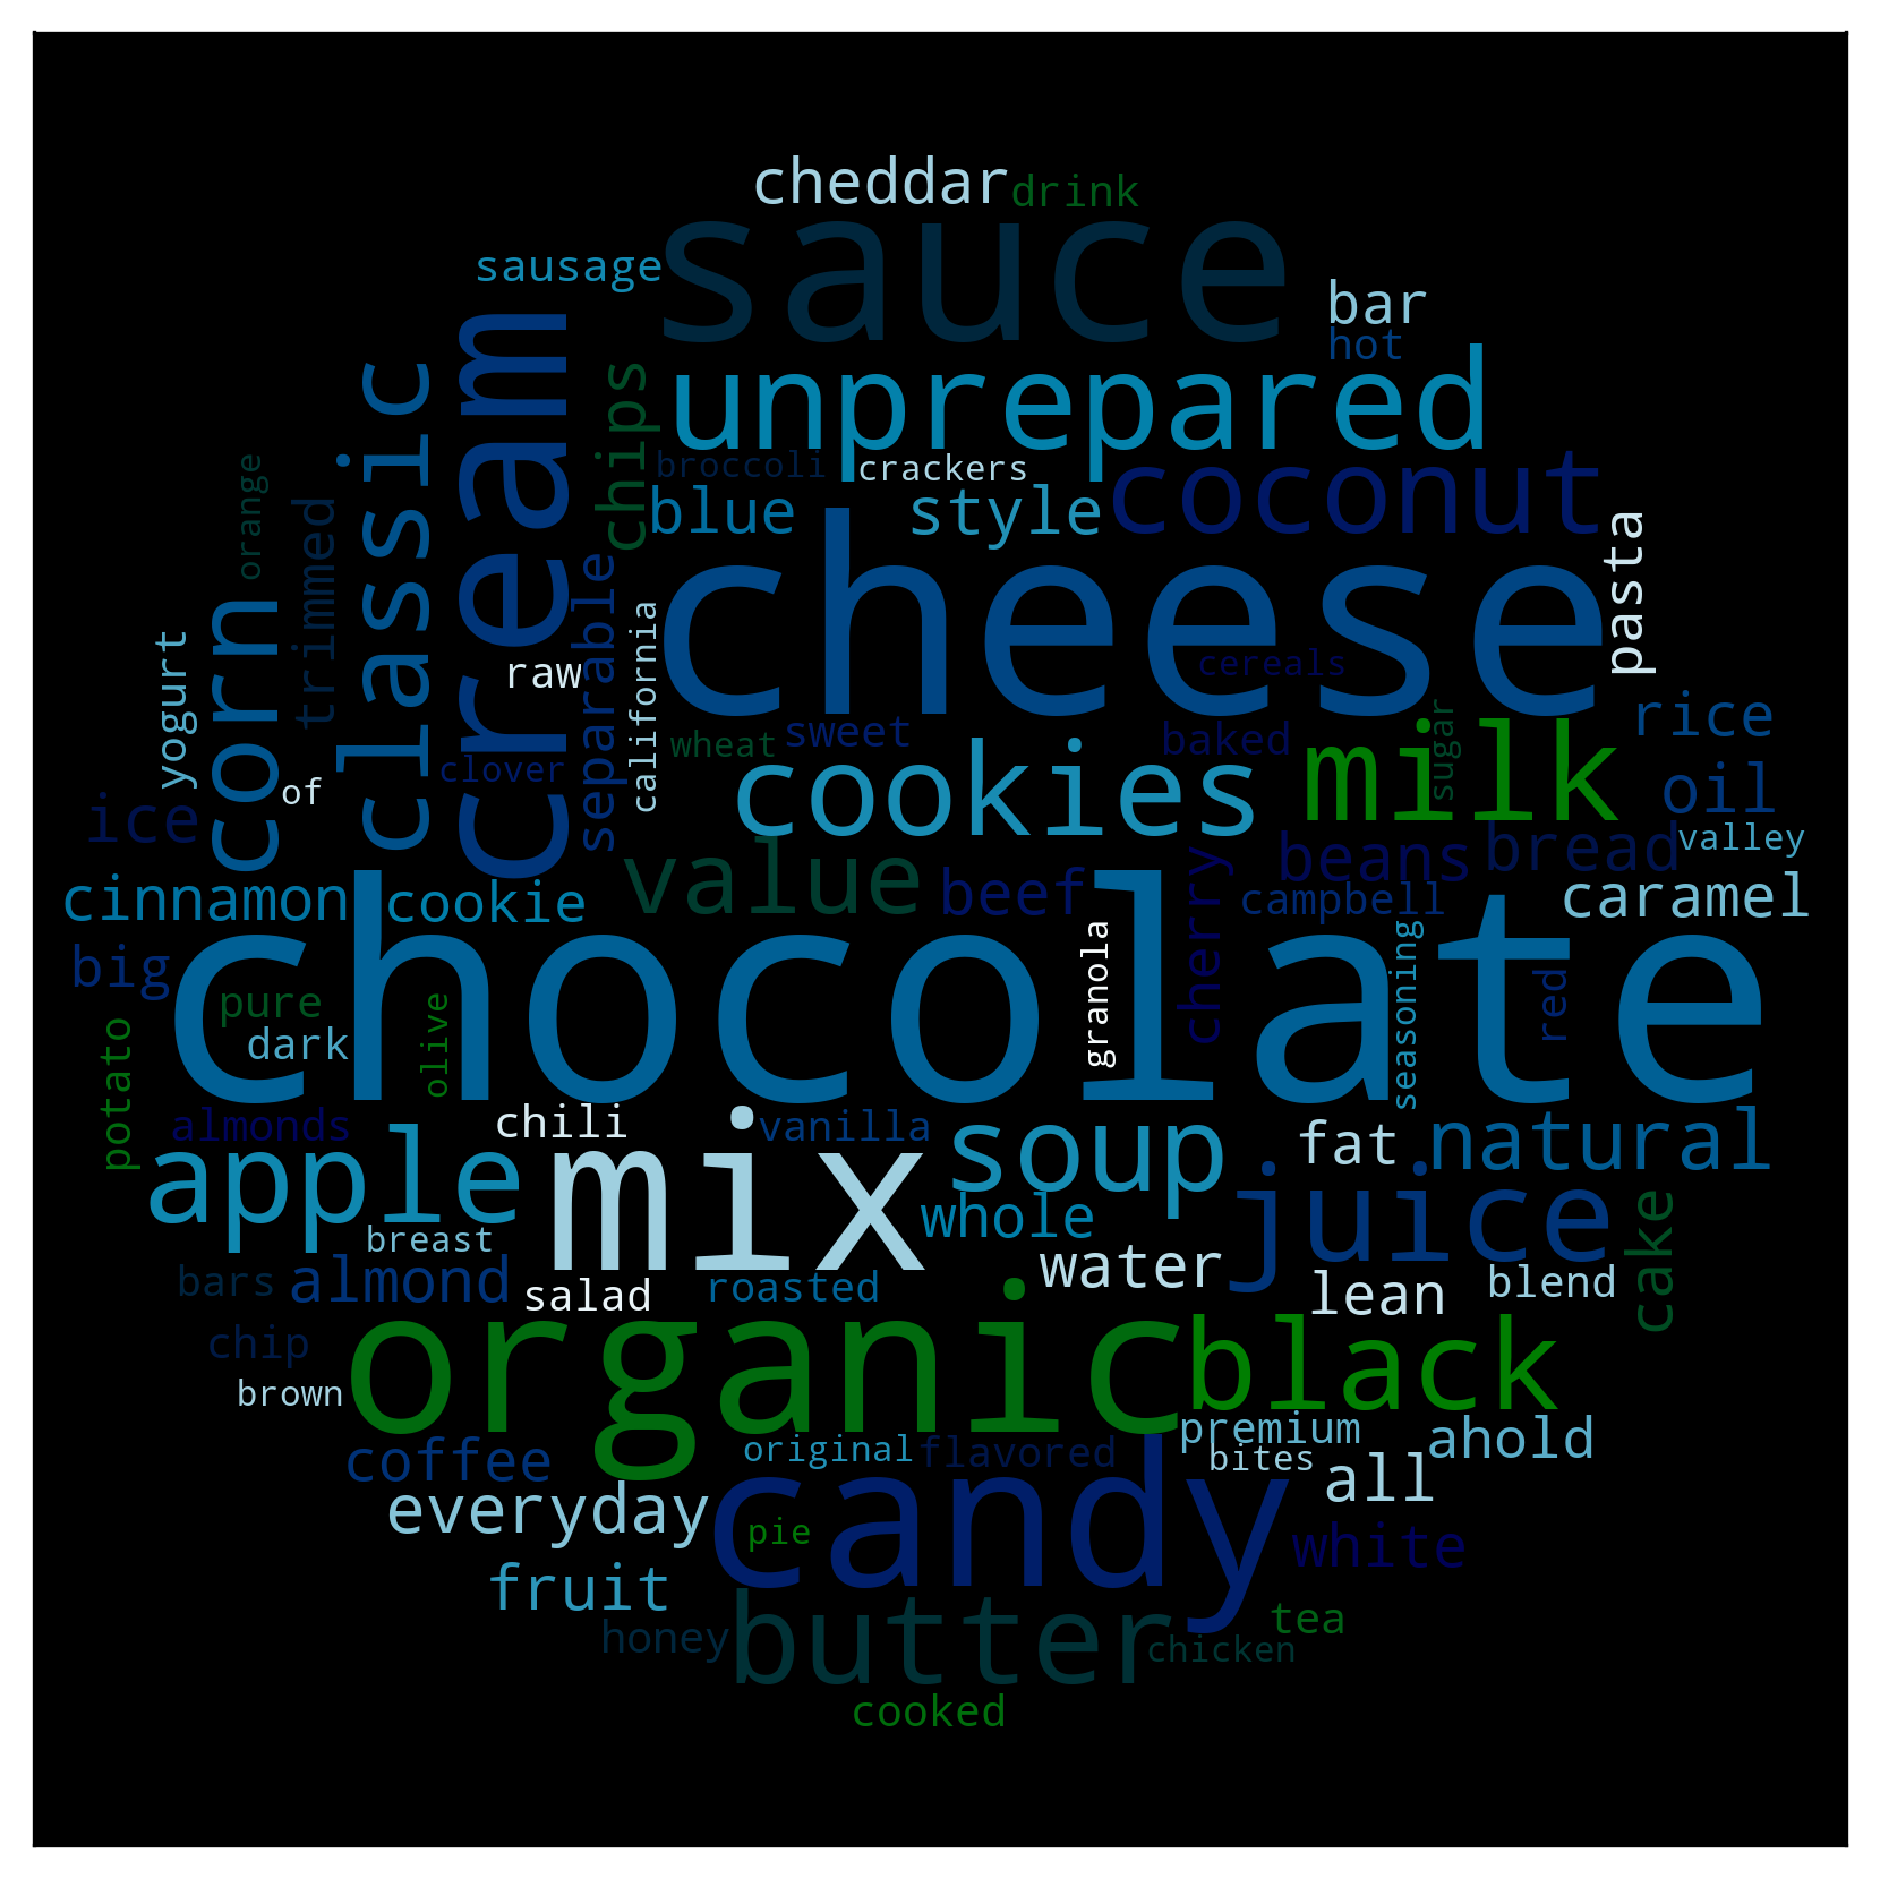 cheddar
drink
sauce
sausage
bar
hot
cream
classic
chips
unprepared
broccoli
crackers
coconut
blue
style
orange
trimmed
pasta
cheese
separable
california
corn
yogurt
raw
cereals
rice
wheat
sweet
baked
milk
sugar
clover
of
cookies
oil
ice
value
beans
bread
valley
cinnamon
cookie
beef
cherry
campbell
caramel
chocolate
big
pure
dark
olive
granola
seasoning
red
potato
almonds
chili
vanilla
soup
fat
natural
apple
mix
whole
juice
cake
breast
water
bars
almond
salad
roasted
lean
blend
chip
organic
black
brown
coffee
original
flavored
premium
bites
ahold
everyday
candy
all
pie
white
fruit
butter
tea
honey
chicken
cooked